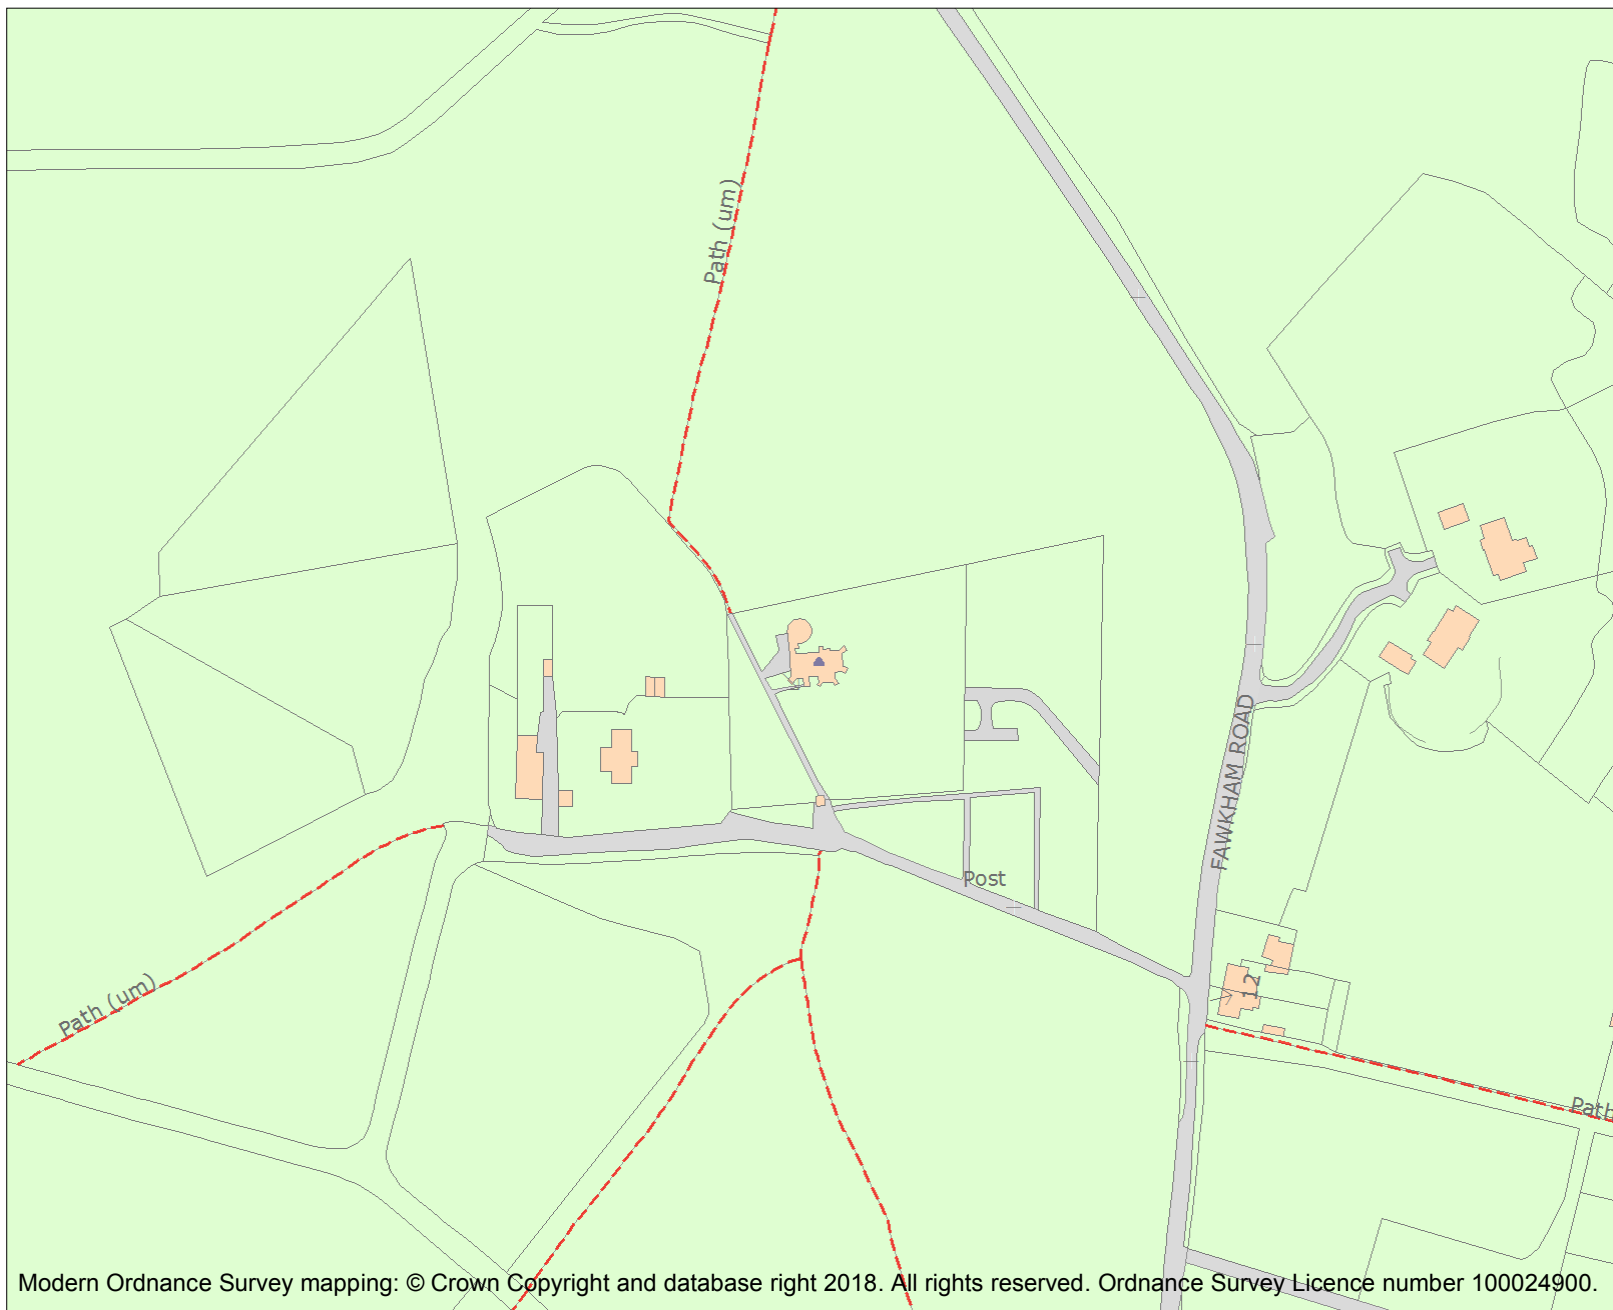 Path (um)
FAWKHAM ROAD
Post
12
Path (um)
Path
Modern Ordnance Survey mapping: © Crown Copyright and database right 2018. All rights reserved. Ordnance Survey Licence number 100024900.